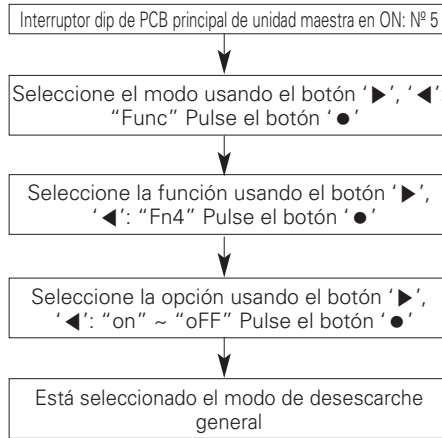 Interruptor dip de PCB principal de unidad maestra en ON: Nº 5
Seleccione el modo usando el botón ‘▶’, ‘◀’:
“Func” Pulse el botón ‘●’
Seleccione la función usando el botón ‘▶’,
‘◀’: “Fn4” Pulse el botón ‘●’
Seleccione la opción usando el botón ‘▶’,
‘◀’: “on” ~ “oFF” Pulse el botón ‘●’
Está seleccionado el modo de desescarche
general